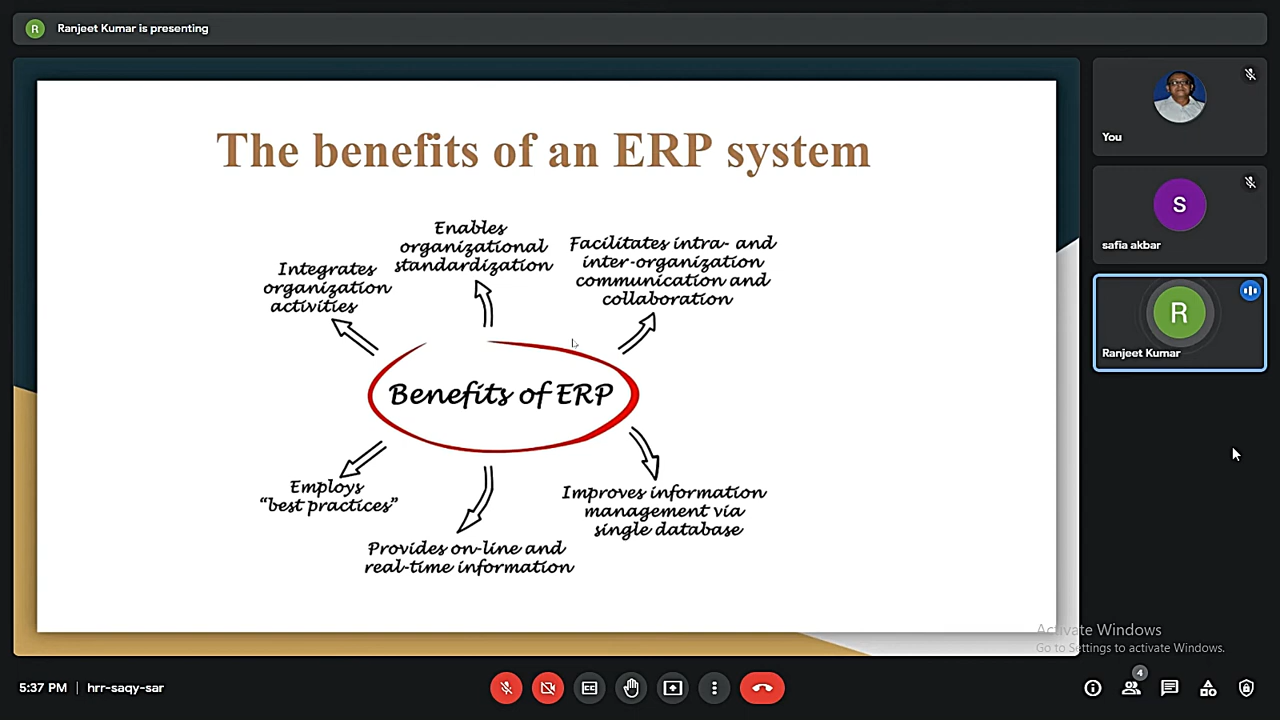 R
Ranjeet Kumar is presenting
The benefits of an ERP system
Integrates
organization
activities
Enables
organizational
standardization
Facilitates intra- and
inter-organization
communication and
collaboration
Benefits of ERP
Employs
“best practices”
Provides on-line and
real-time information
Improves information
management via
single database
You
S
safia akbar
R
Ranjeet Kumar
Activate Windows
Go to Settings to activate Windows.
5:37 PM | hrr-saqy-sar
CC
4